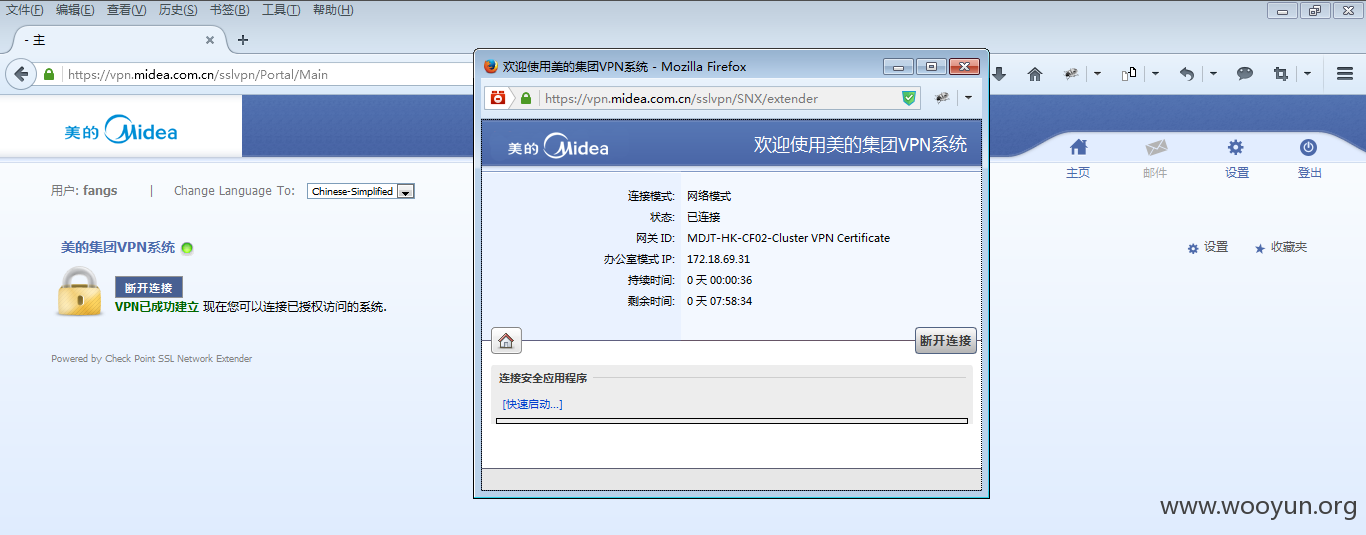 文件(F) 编辑(E) 查看(V) 历史(S) 书签(B) 工具(T) 帮助(H)
- 主
https://vpn.midea.com.cn/sslvpn/Portal/Main
美的 Midea
主页 邮件 设置 登出
用户: fangs | Change Language To: Chinese-Simplified
美的集团VPN系统
设置 收藏夹
断开连接
VPN已成功建立 现在您可以连接已授权访问的系统.
Powered by Check Point SSL Network Extender
欢迎使用美的集团VPN系统 - Mozilla Firefox
https://vpn.midea.com.cn/sslvpn/SNX/extender
美的 Midea 欢迎使用美的集团VPN系统
连接模式: 网络模式
状态: 已连接
网关 ID: MDJT-HK-CF02-Cluster VPN Certificate
办公室模式 IP: 172.18.69.31
持续时间: 0 天 00:00:36
剩余时间: 0 天 07:58:34
断开连接
连接安全应用程序
[快速启动...]
www.wooyun.org